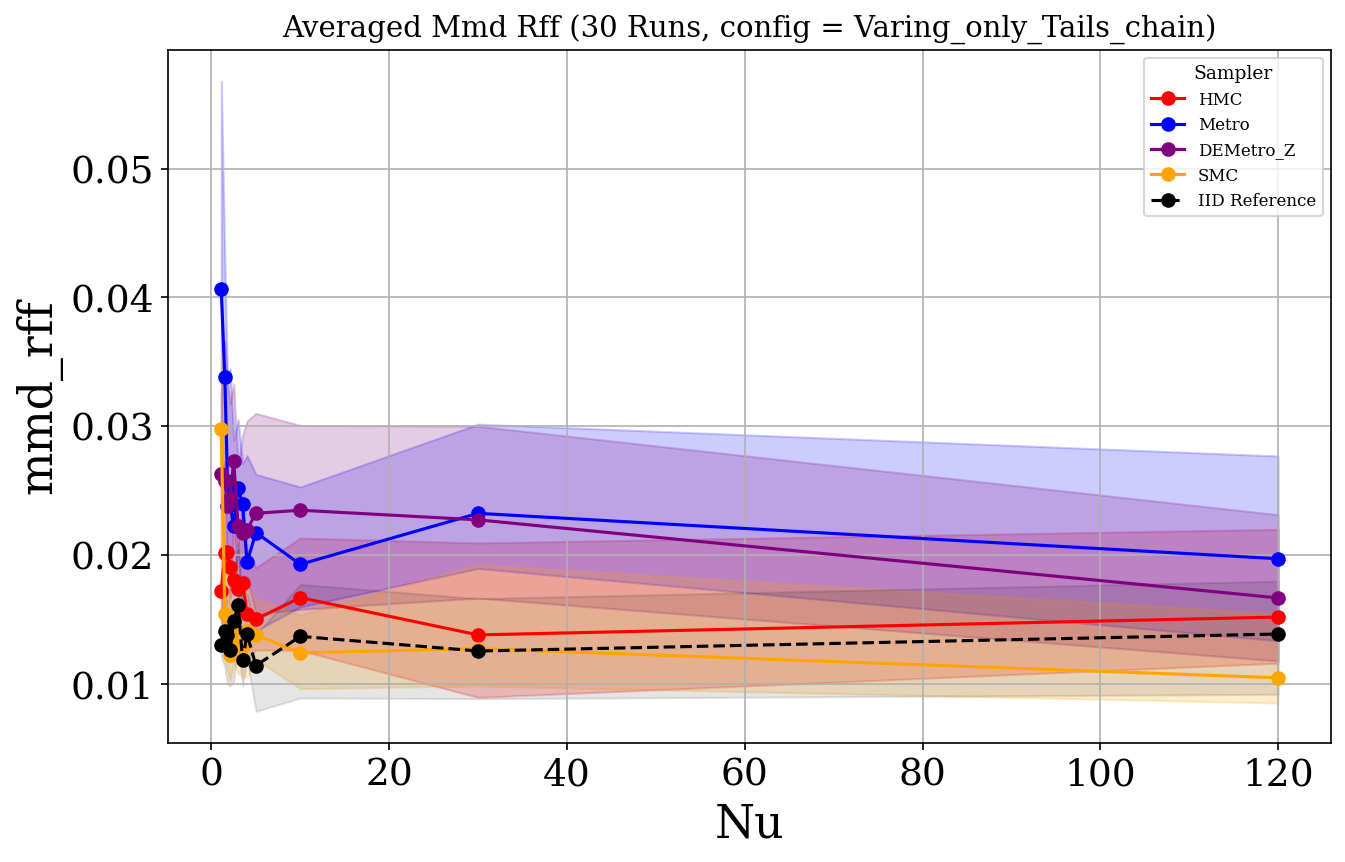 Averaged Mmd Rff (30 Runs, config = Varing_only_Tails_chain)
mmd_rff
0.05
0.04
0.03
0.02
0.01
0 20 40 60 80 100 120
Nu
Sampler
HMC
Metro
DEMetro_Z
SMC
IID Reference